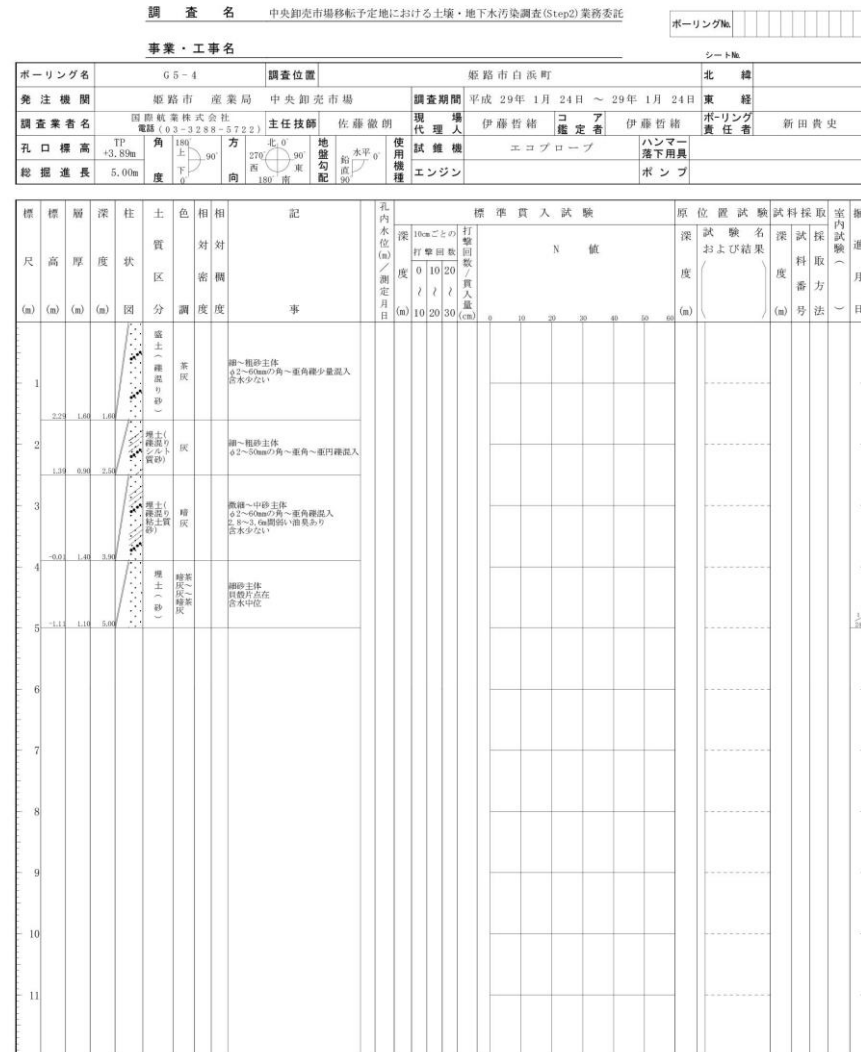 調 査 名 中央卸売市場移転予定地における土壌・地下水汚染調査(Step2)業務委託
ボーリングNo.
事業・工事名
シートNo.
ボーリング名 G5-4 調査位置 姫路市白浜町 北緯
発注機関 姫路市 産業局 中央卸売市場 調査期間 平成 29年 1月 24日 ～ 29年 1月 24日 東経
調査業者名 国際航業株式会社 電話(03-3288-5722) 主任技師 佐藤徹朗 現場代理人 伊藤哲緒 コア鑑定者 伊藤哲緒 ボーリング責任者 新田貴史
孔口標高 TP +3.89m 角度 180° 上 90° 下 0° 方向 北 0° 270° 西 90° 東 180° 南 地盤勾配 水平 0° 鉛直 90° 使用機種 試錐機 エコプローブ ハンマー落下用具
総掘進長 5.00m エンジン ポンプ
標尺(m) 標高(m) 層厚(m) 深度(m) 柱状図 土質区分 色調 相対密度 相対稠度 記事 孔内水位(m)/測定月日 標準貫入試験 原位置試験 試料採取 室内試験( ) 掘進月日
深度(m) 10cmごとの打撃回数 0～10 10～20 20～30 打撃回数/貫入量(cm) N値 深度(m) 試験名および結果 深度(m) 試料番号 採取方法
0 10 20 30 40 50 60
盛土(礫混り砂) 茶灰 細～粗砂主体
φ2～60mmの角～亜角礫少量混入
1 含水少ない
2.29 1.60 1.60
2 埋土(礫混りシルト質砂) 灰 細～粗砂主体
φ2～50mmの角～亜角～亜円礫混入
1.39 0.90 2.50
3 埋土(礫混り粘土質砂) 暗灰 微細～中砂主体
φ2～60mmの角～亜角礫混入
2.8～3.6m間弱い油臭あり
含水少ない
-0.01 1.40 3.90
4 埋土(砂) 暗茶灰～灰～暗茶灰 細砂主体
貝殻片点在
含水中位
5 -1.11 1.10 5.00
6
7
8
9
10
11